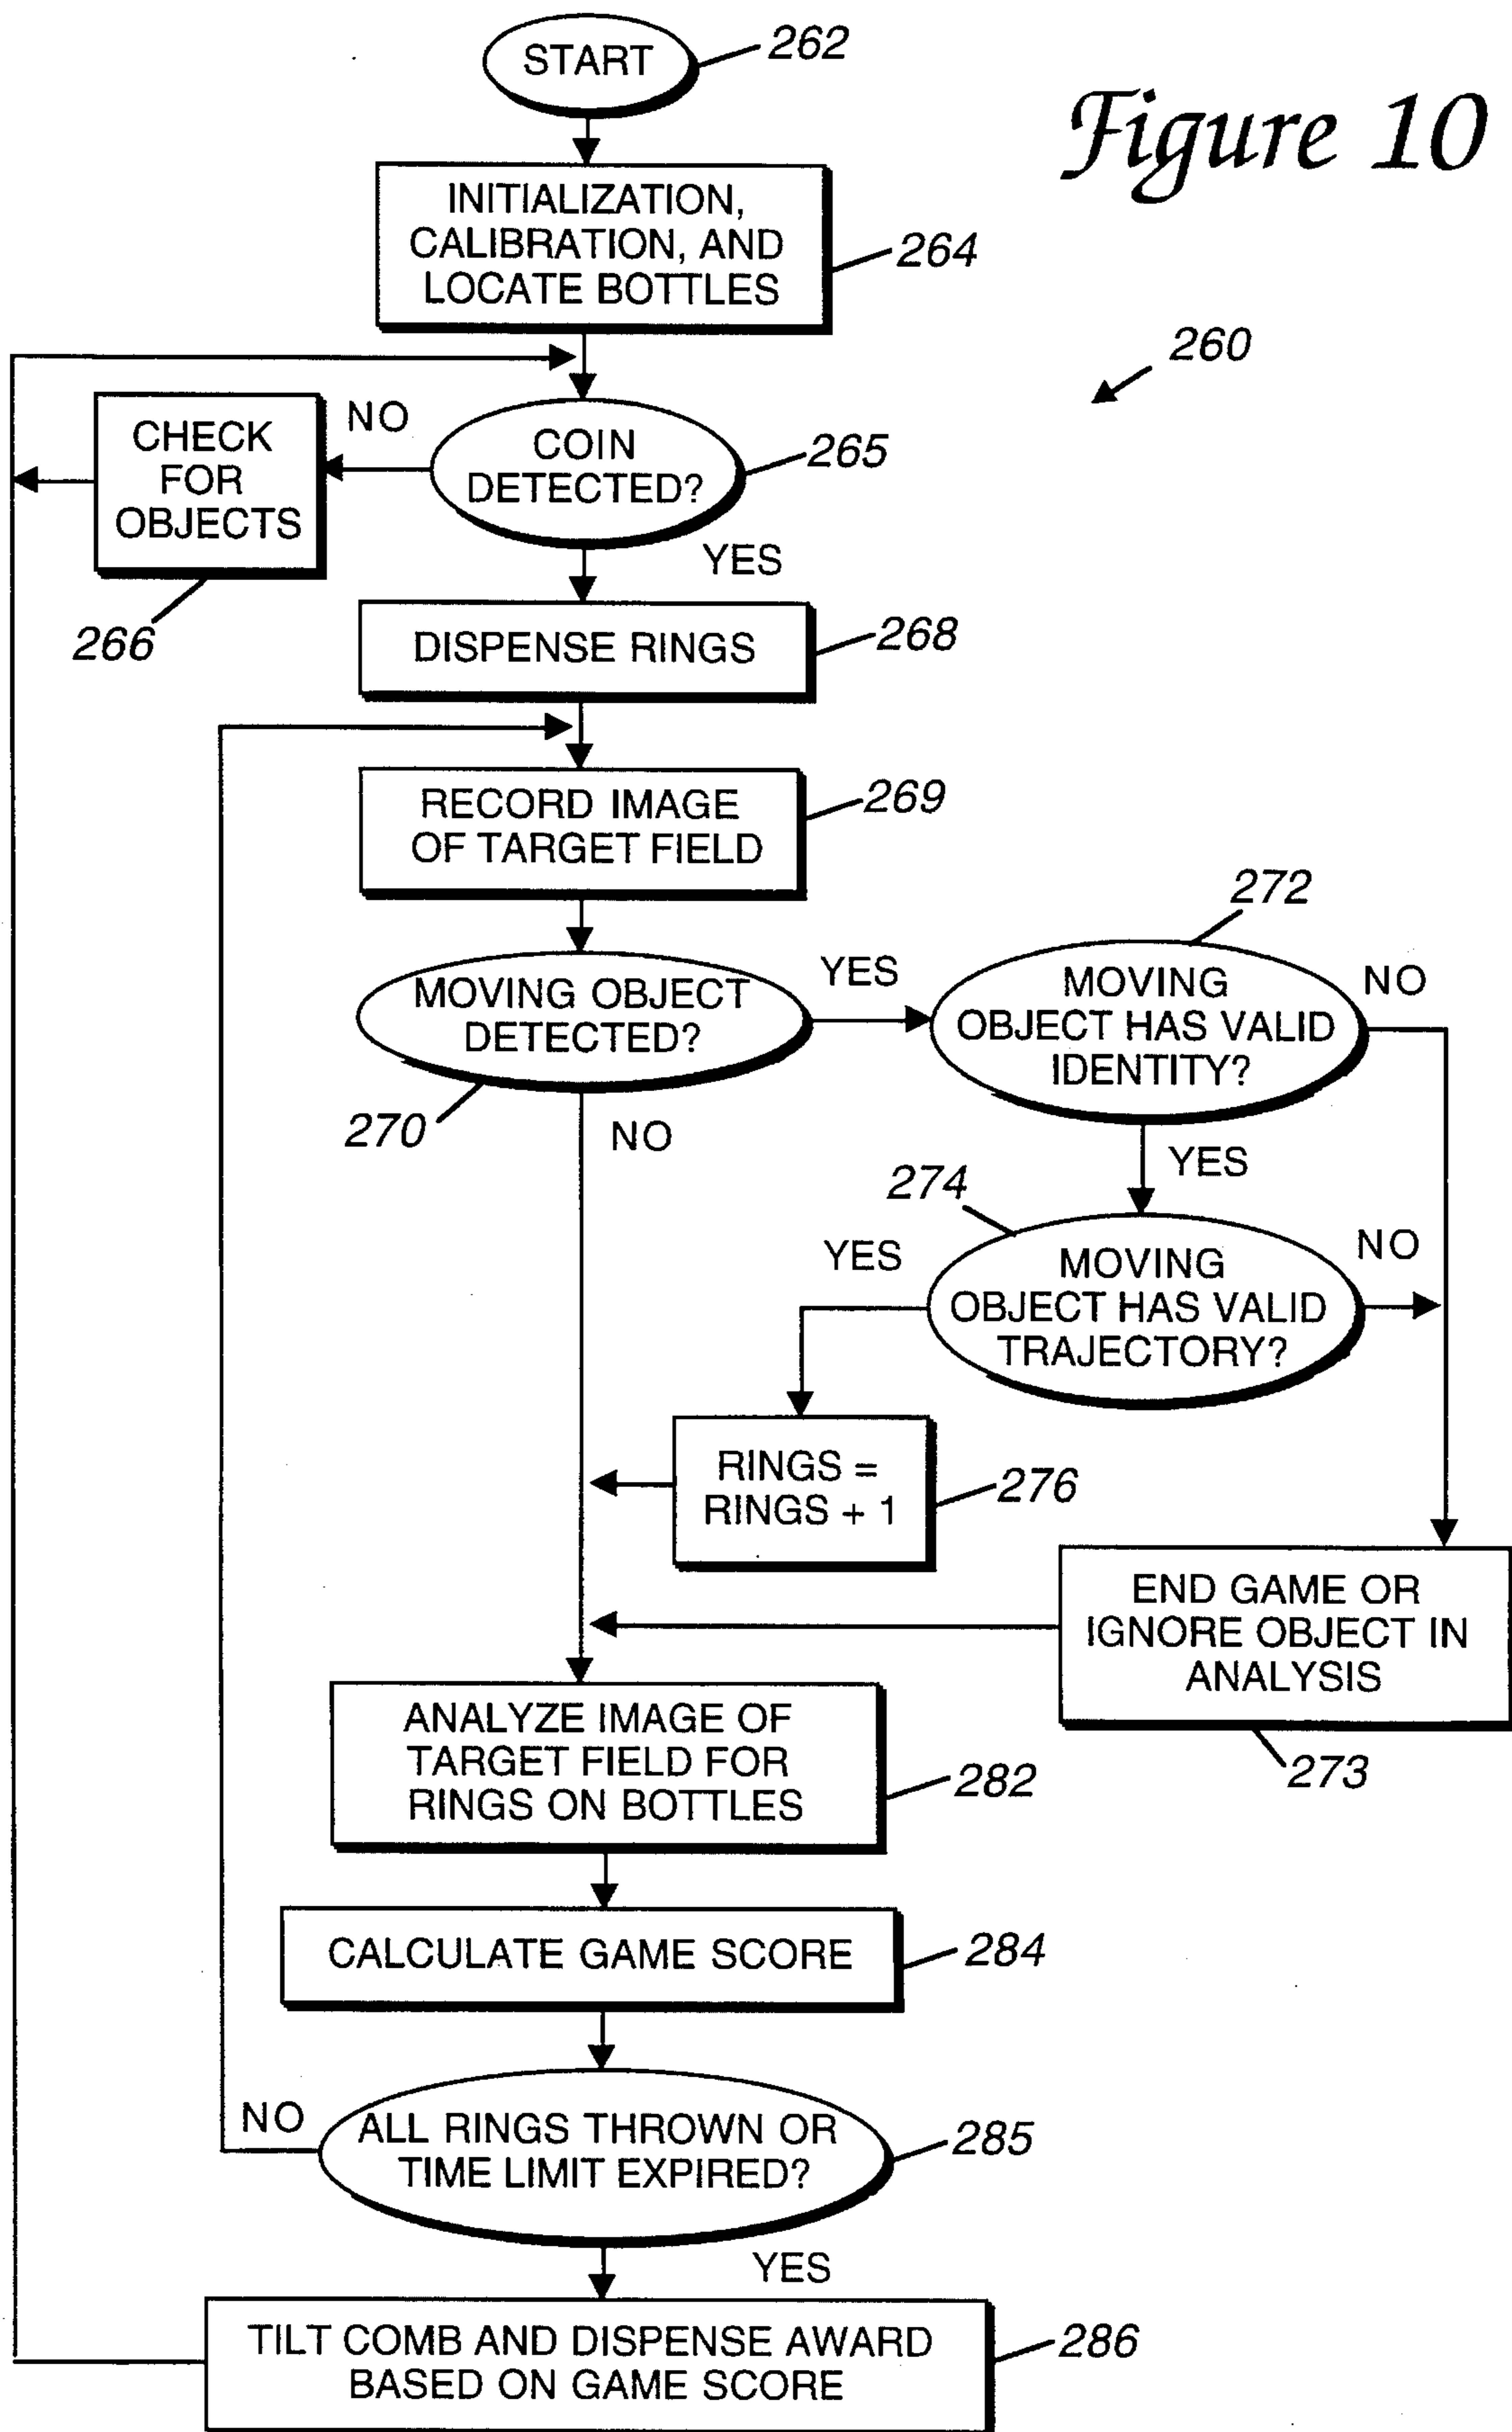 START
262
Figure 10
INITIALIZATION,
CALIBRATION, AND
LOCATE BOTTLES
264
260
CHECK
FOR
OBJECTS
266
NO
COIN
DETECTED?
265
YES
DISPENSE RINGS
268
RECORD IMAGE
OF TARGET FIELD
269
MOVING OBJECT
DETECTED?
270
YES
NO
272
MOVING
OBJECT HAS VALID
IDENTITY?
NO
YES
274
YES
MOVING
OBJECT HAS VALID
TRAJECTORY?
NO
RINGS =
RINGS + 1
276
END GAME OR
IGNORE OBJECT IN
ANALYSIS
273
ANALYZE IMAGE OF
TARGET FIELD FOR
RINGS ON BOTTLES
282
CALCULATE GAME SCORE
284
NO
ALL RINGS THROWN OR
TIME LIMIT EXPIRED?
285
YES
TILT COMB AND DISPENSE AWARD
BASED ON GAME SCORE
286